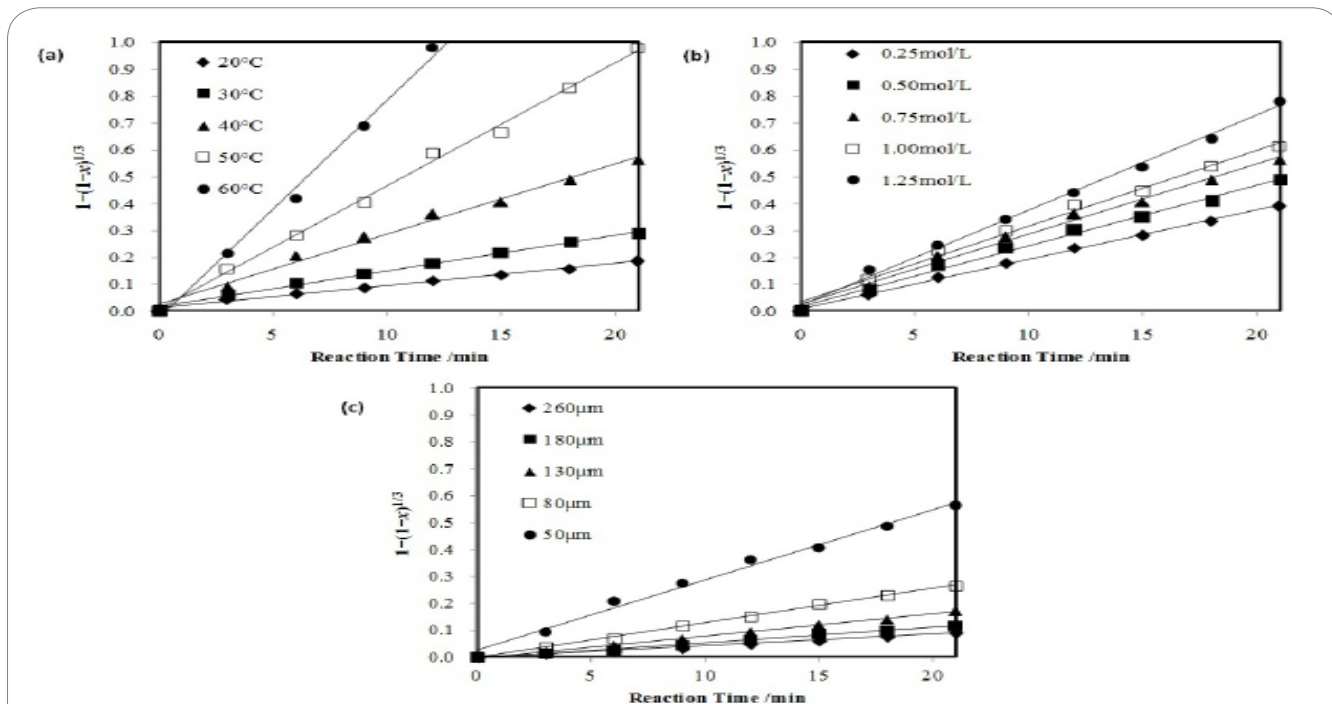 (a)
1.0
0.9
0.8
0.7
0.6
0.5
0.4
0.3
0.2
0.1
0.0
1-(1-x)1/3
20°C
30°C
40°C
50°C
60°C
0 5 10 15 20
Reaction Time /min
(b)
1.0
0.9
0.8
0.7
0.6
0.5
0.4
0.3
0.2
0.1
0.0
1-(1-x)1/3
0.25mol/L
0.50mol/L
0.75mol/L
1.00mol/L
1.25mol/L
0 5 10 15 20
Reaction Time /min
(c)
1.0
0.9
0.8
0.7
0.6
0.5
0.4
0.3
0.2
0.1
0.0
1-(1-x)1/3
260μm
180μm
130μm
80μm
50μm
0 5 10 15 20
Reaction Time /min